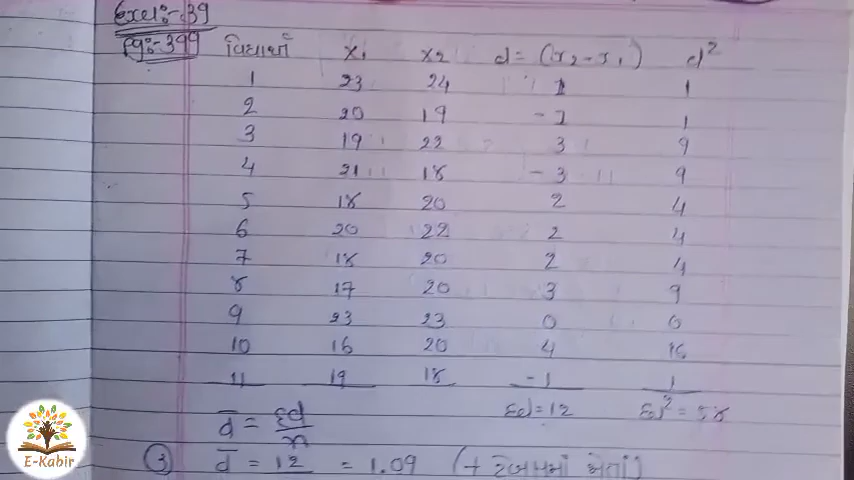 Exel:-39
Pg:-399 વિદ્યાર્થી x₁ x₂ d = (x₂ - x₁) d²
1 23 24 1 1
2 20 19 -1 1
3 19 22 3 9
4 21 18 -3 9
5 18 20 2 4
6 20 22 2 4
7 18 20 2 4
8 17 20 3 9
9 23 23 0 0
10 16 20 4 16
11 19 18 -1 1
Σd = 12 Σd² = 58
d̄ = Σd/n
d̄ = 12 = 1.09
E-Kabir